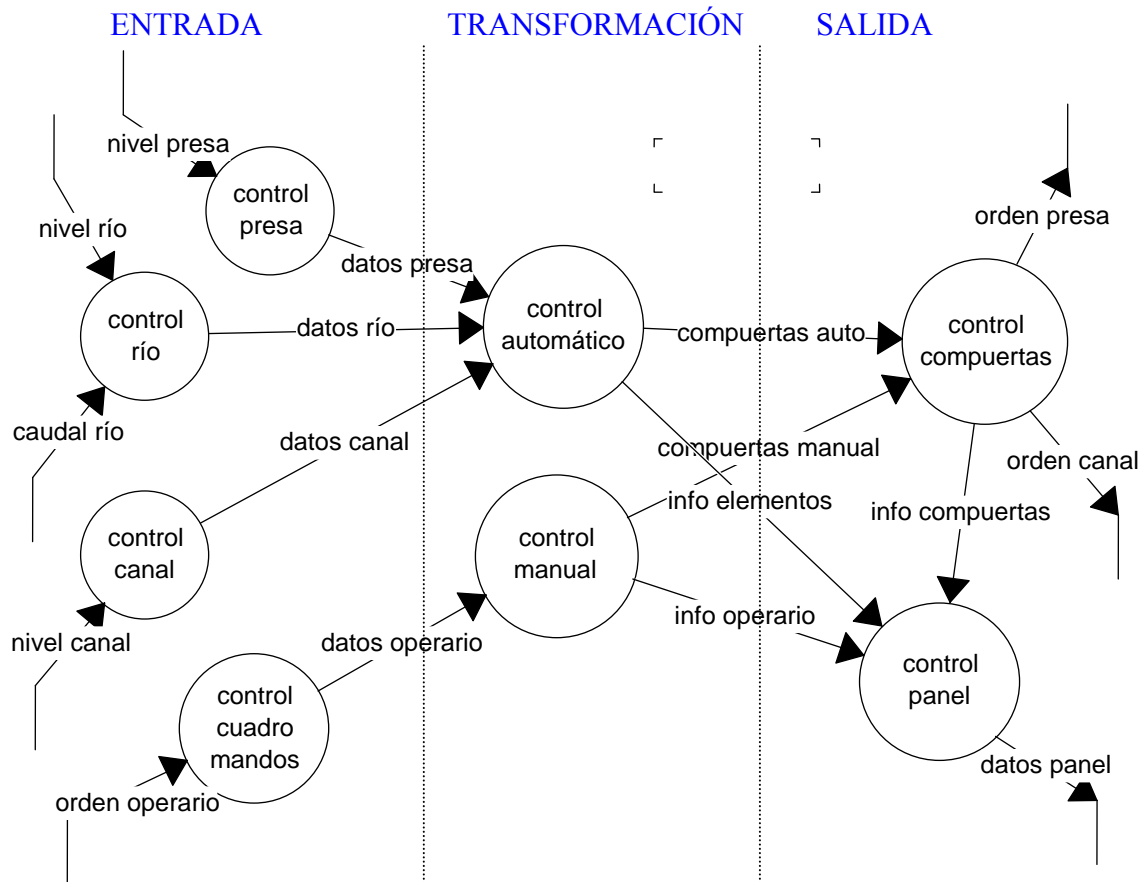 ENTRADA
TRANSFORMACIÓN
SALIDA
nivel presa
control
presa
orden presa
nivel río
datos presa
control
río
datos río
control
automático
compuertas auto
control
compuertas
caudal río
datos canal
compuertas manual
orden canal
info elementos
info compuertas
control
canal
control
manual
nivel canal
datos operario
info operario
control
panel
control
cuadro
mandos
datos panel
orden operario